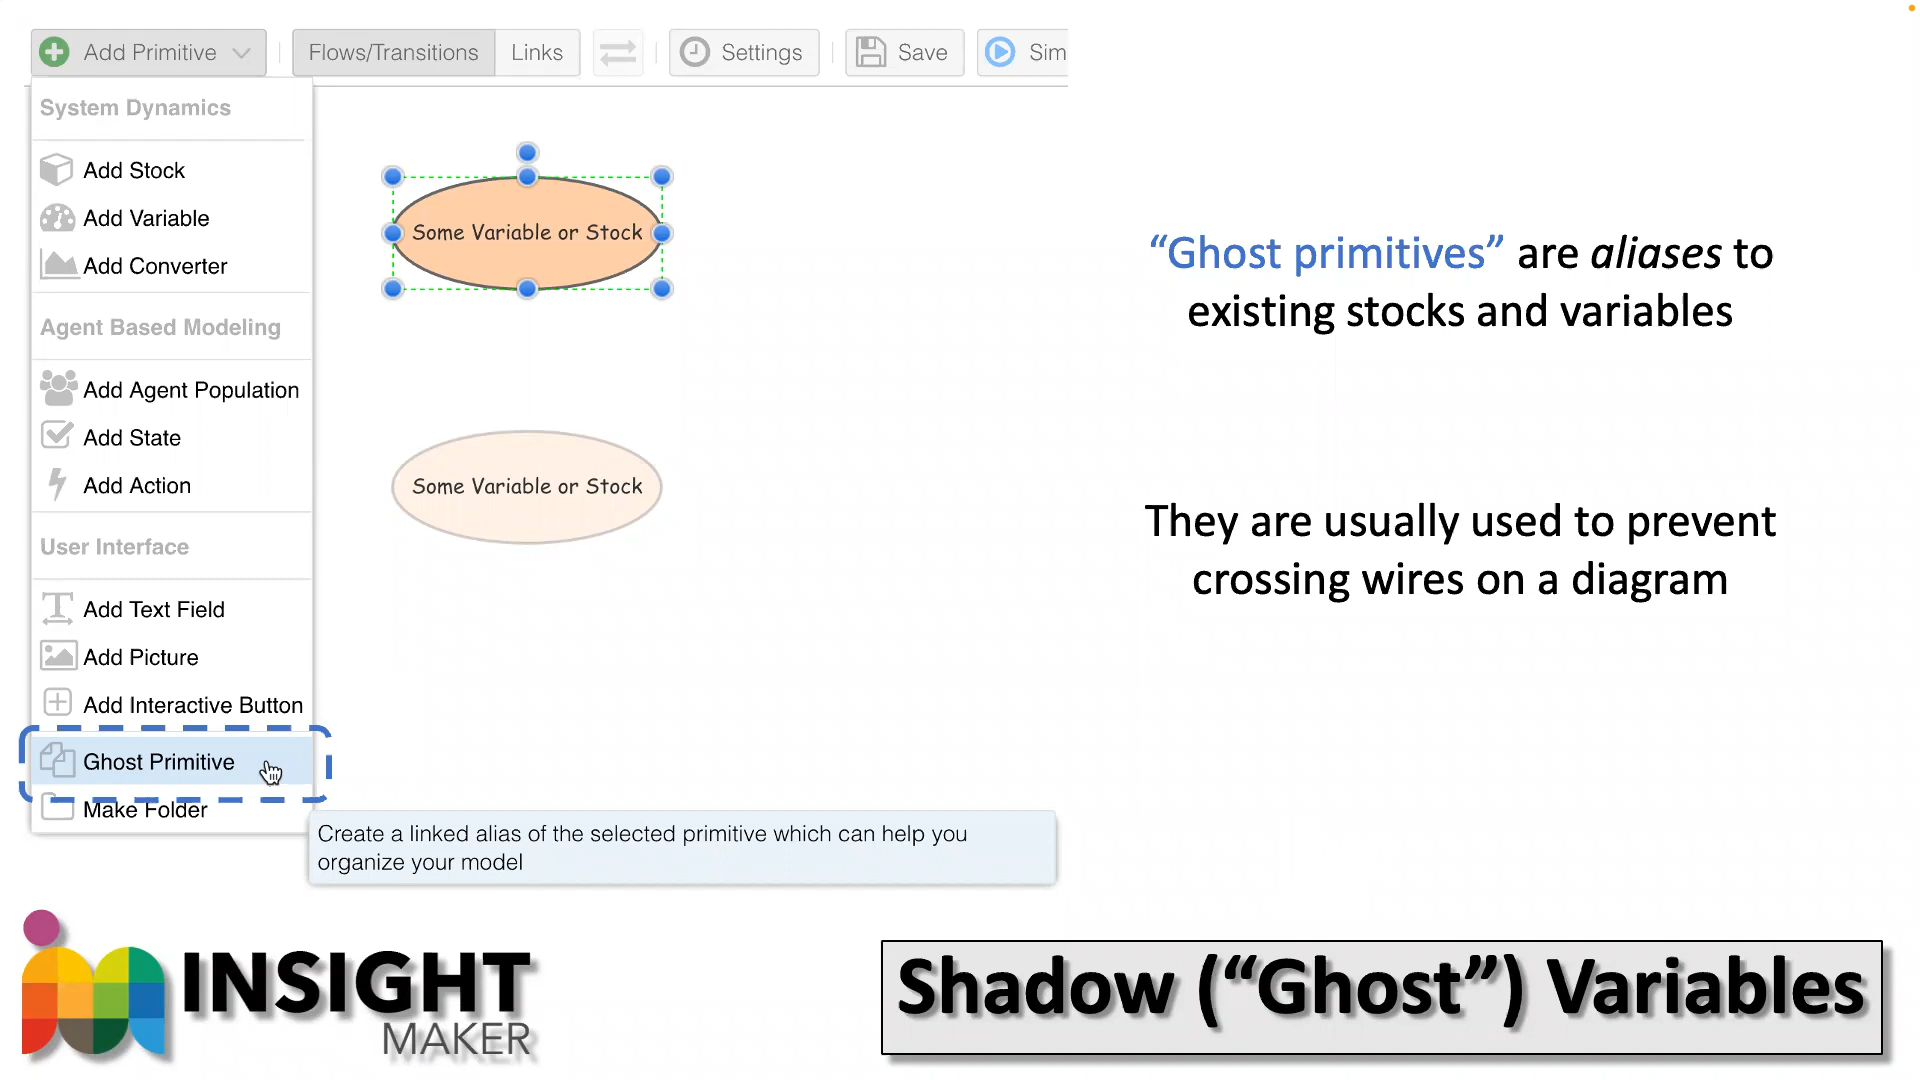 Add Primitive
Flows/Transitions
Links
Settings
Save
Sim
System Dynamics
Add Stock
Add Variable
Add Converter
Agent Based Modeling
Add Agent Population
Add State
Add Action
User Interface
Add Text Field
Add Picture
Add Interactive Button
Ghost Primitive
Make Folder
Create a linked alias of the selected primitive which can help you
organize your model
Some Variable or Stock
Some Variable or Stock
“Ghost primitives” are aliases to
existing stocks and variables
They are usually used to prevent
crossing wires on a diagram
INSIGHT
MAKER
Shadow (“Ghost”) Variables